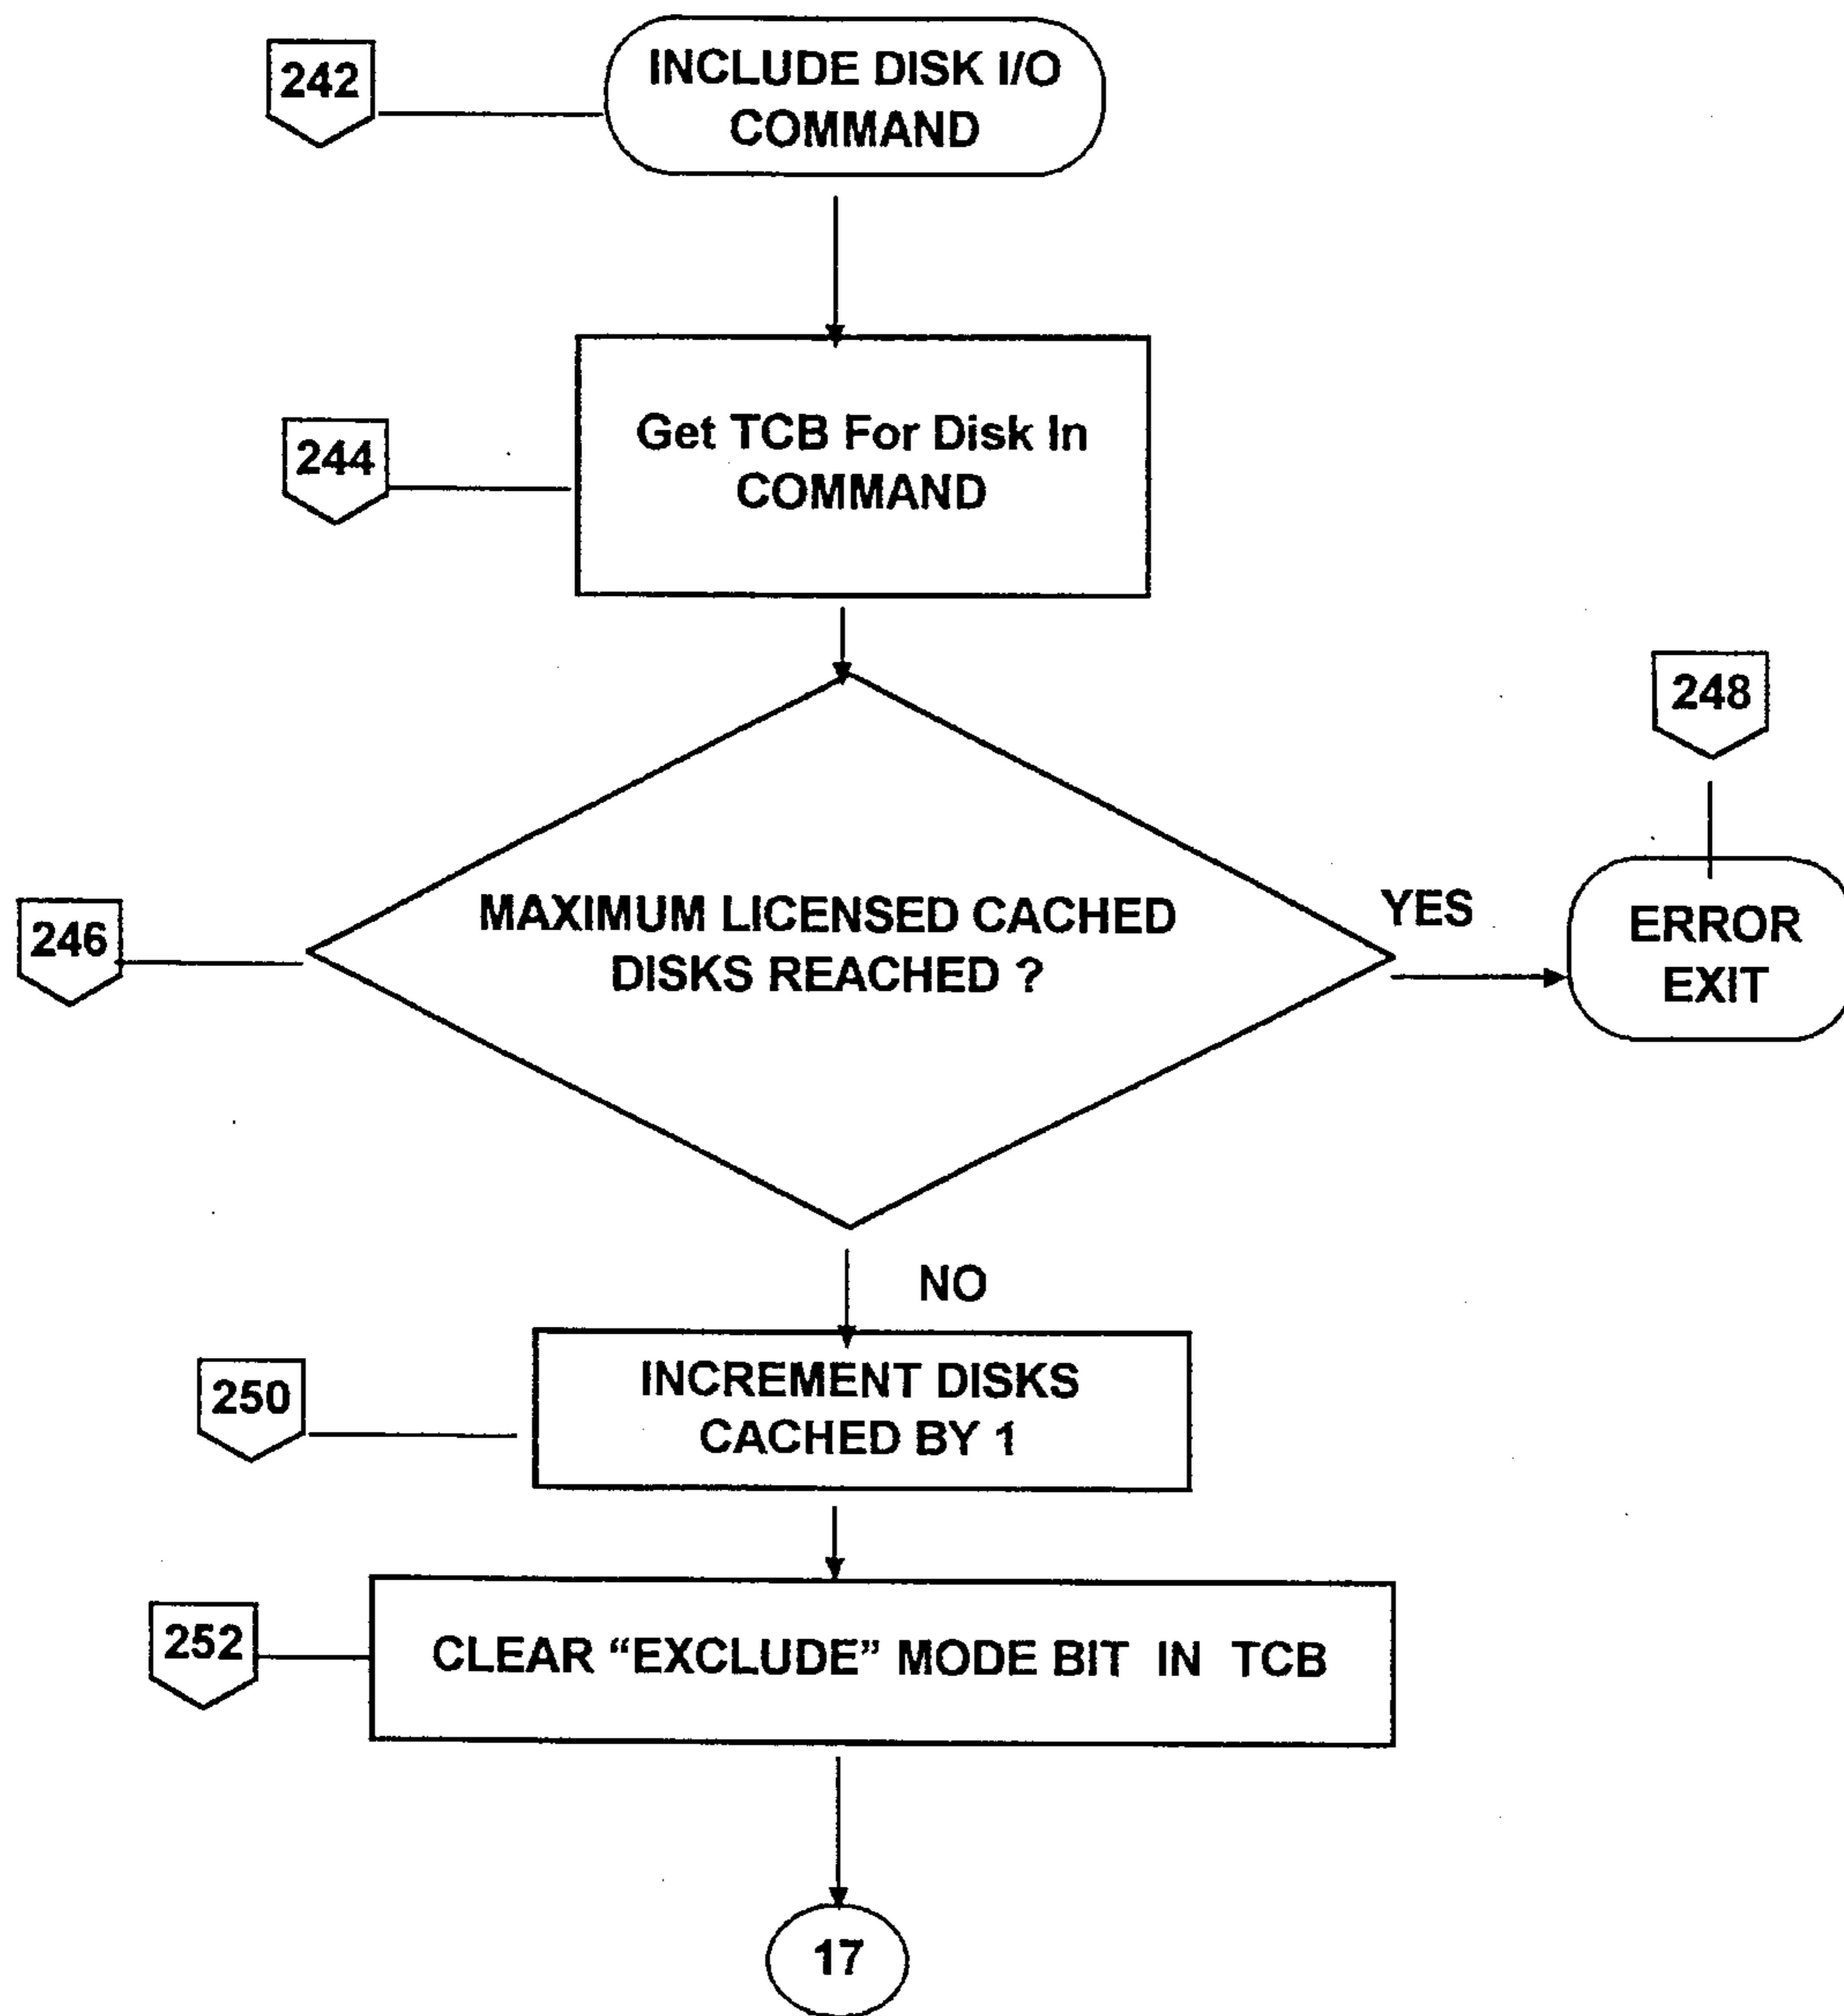 242
INCLUDE DISK I/O
COMMAND
244
Get TCB For Disk In
COMMAND
248
246
MAXIMUM LICENSED CACHED
DISKS REACHED ?
YES
ERROR
EXIT
NO
250
INCREMENT DISKS
CACHED BY 1
252
CLEAR “EXCLUDE” MODE BIT IN TCB
17